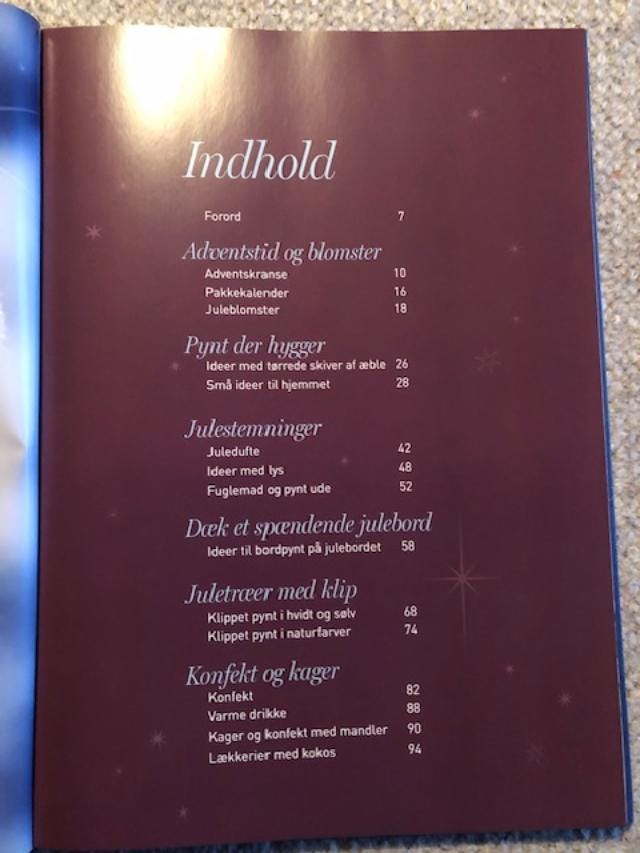 Indhold
Forord 7
Adventstid og blomster
Adventskranse 10
Pakkekalender 16
Juleblomster 18
Pynt der hygger
Ideer med tørrede skiver af æble 26
Små ideer til hjemmet 28
Julestemninger
Juledufte 42
Ideer med lys 48
Fuglemad og pynt ude 52
Dæk et spændende julebord
Ideer til bordpynt på julebordet 58
Juletræer med klip
Klippet pynt i hvidt og sølv 68
Klippet pynt i naturfarver 74
Konfekt og kager
Konfekt 82
Varme drikke 88
Kager og konfekt med mandler 90
Lækkerier med kokos 94